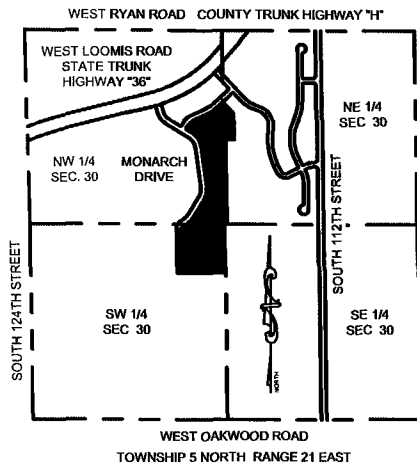 WEST RYAN ROAD COUNTY TRUNK HIGHWAY "H"
WEST LOOMIS ROAD
STATE TRUNK
HIGHWAY "36"
NE 1/4
SEC 30
NW 1/4
SEC. 30
MONARCH
DRIVE
SOUTH 124TH STREET
SOUTH 112TH STREET
SW 1/4
SEC 30
SE 1/4
SEC 30
NORTH
WEST OAKWOOD ROAD
TOWNSHIP 5 NORTH RANGE 21 EAST